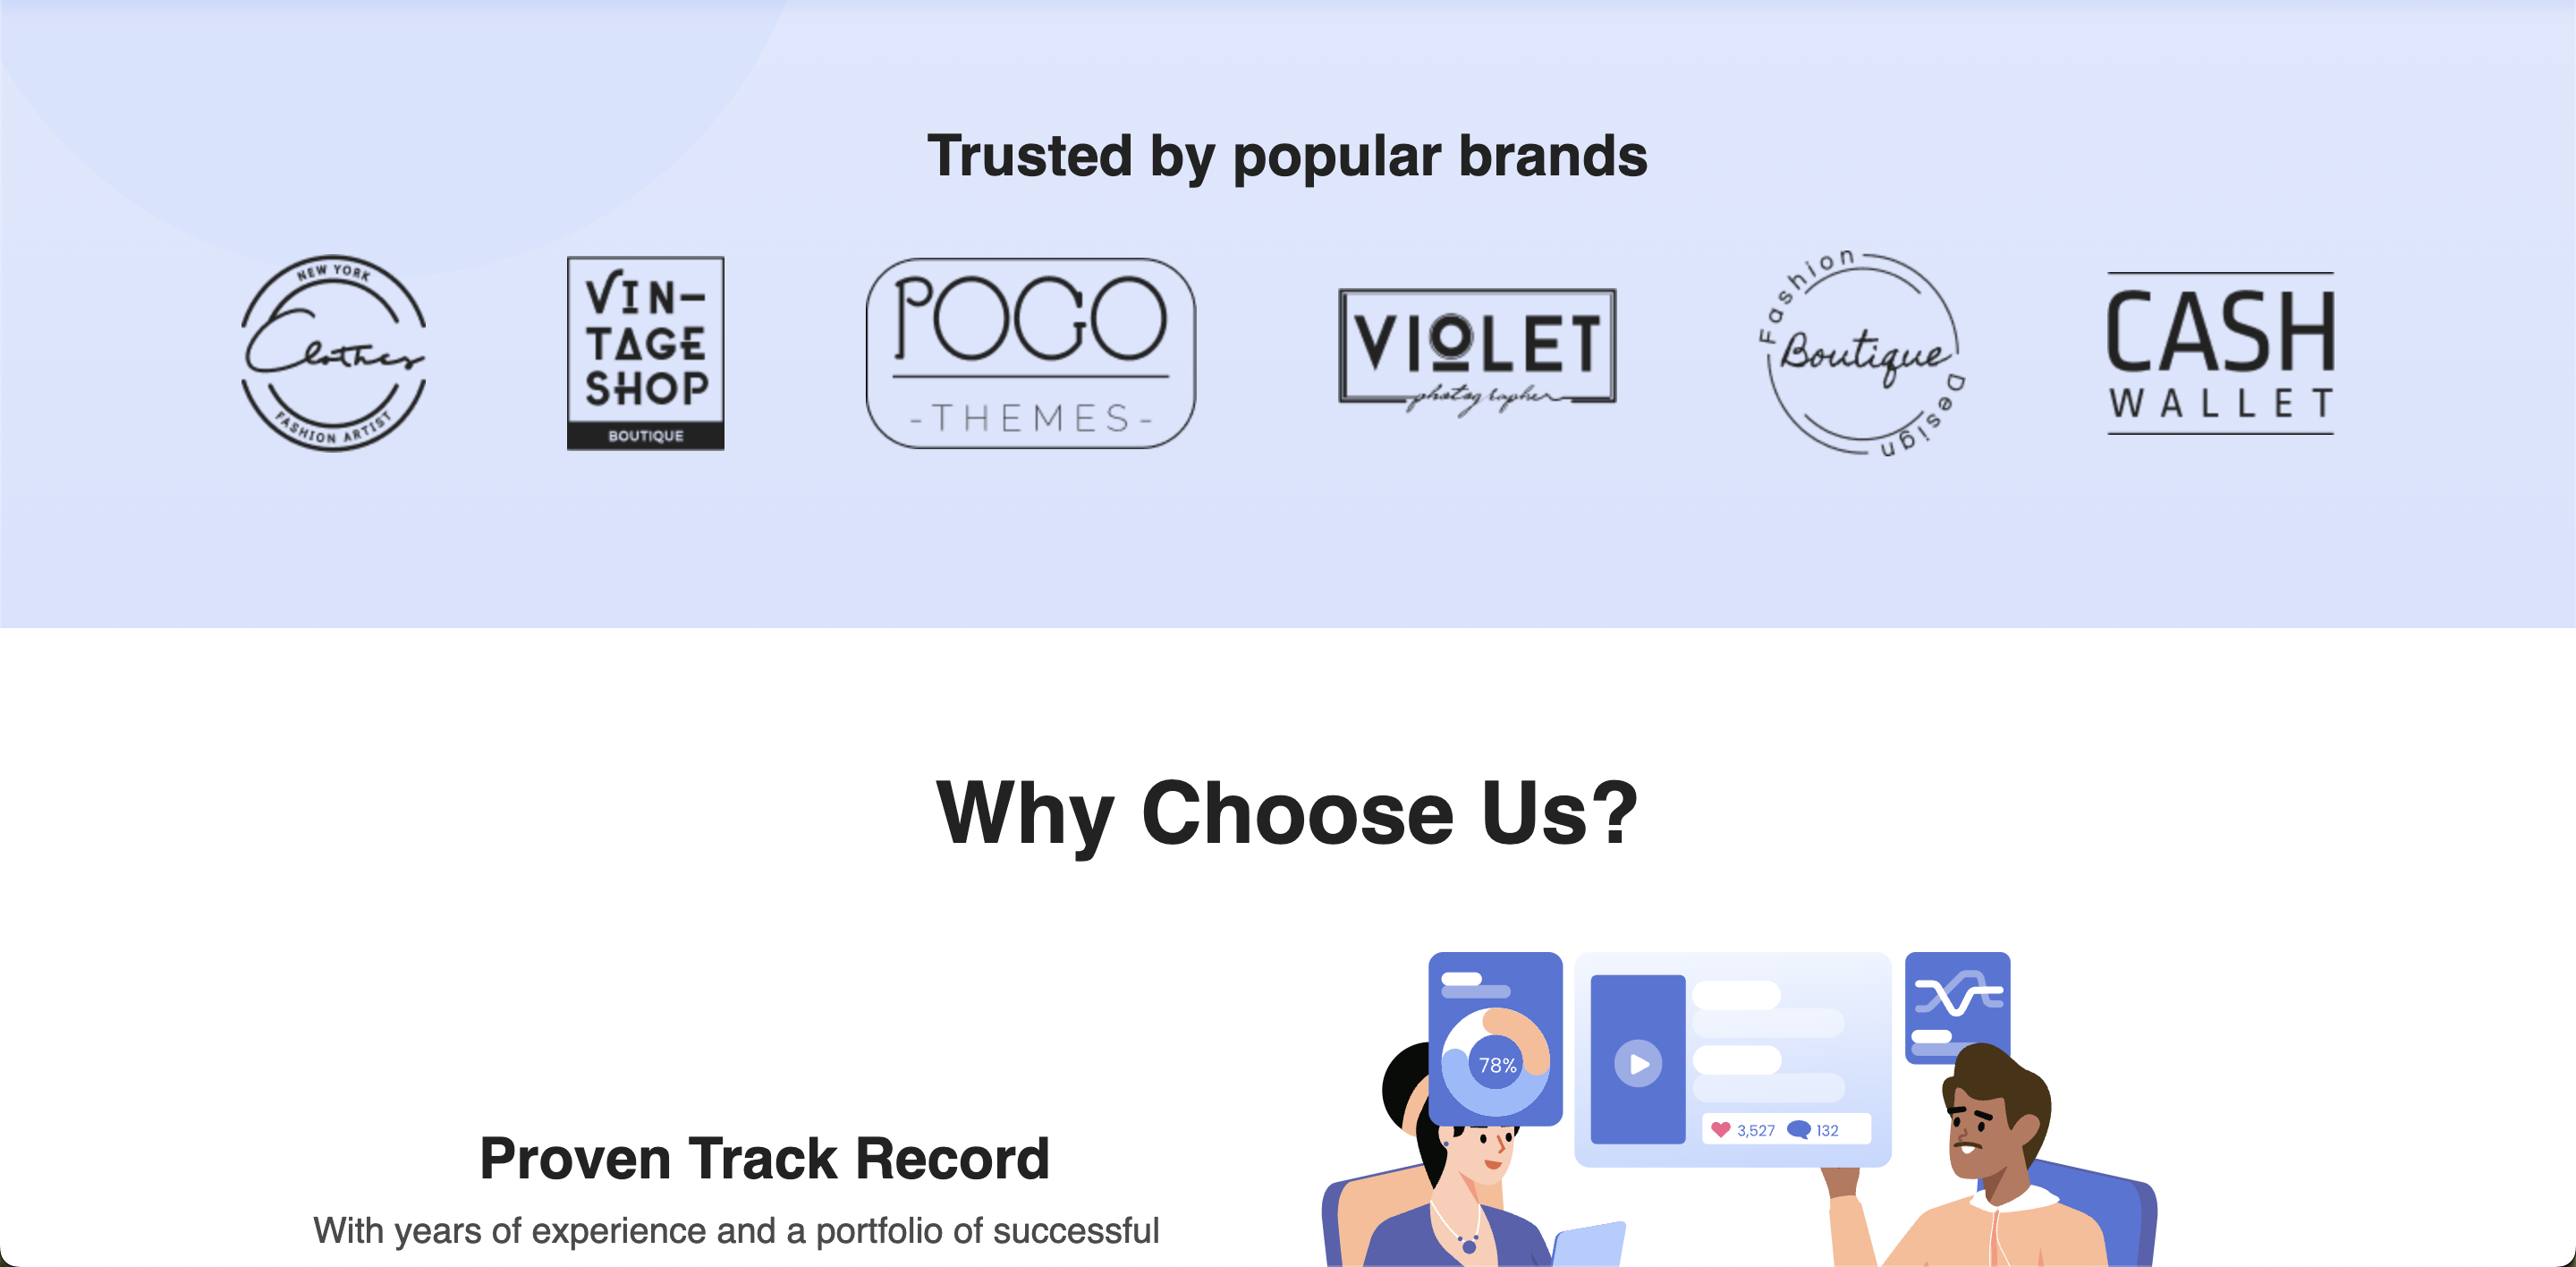 Trusted by popular brands
NEW YORK
Clothes
FASHION ARTIST
VIN-
TAGE
SHOP
BOUTIQUE
POGO
-THEMES-
VIOLET
photographer
Fashion
Boutique
Design
CASH
WALLET
Why Choose Us?
78%
3,527 132
Proven Track Record
With years of experience and a portfolio of successful